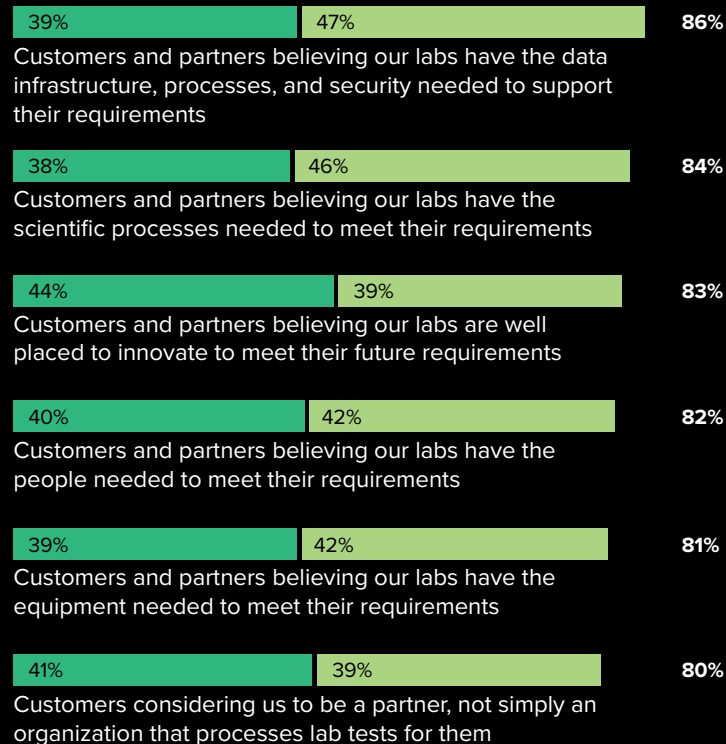 39% 47% 86%
Customers and partners believing our labs have the data
infrastructure, processes, and security needed to support
their requirements
38% 46% 84%
Customers and partners believing our labs have the
scientific processes needed to meet their requirements
44% 39% 83%
Customers and partners believing our labs are well
placed to innovate to meet their future requirements
40% 42% 82%
Customers and partners believing our labs have the
people needed to meet their requirements
39% 42% 81%
Customers and partners believing our labs have the
equipment needed to meet their requirements
41% 39% 80%
Customers considering us to be a partner, not simply an
organization that processes lab tests for them